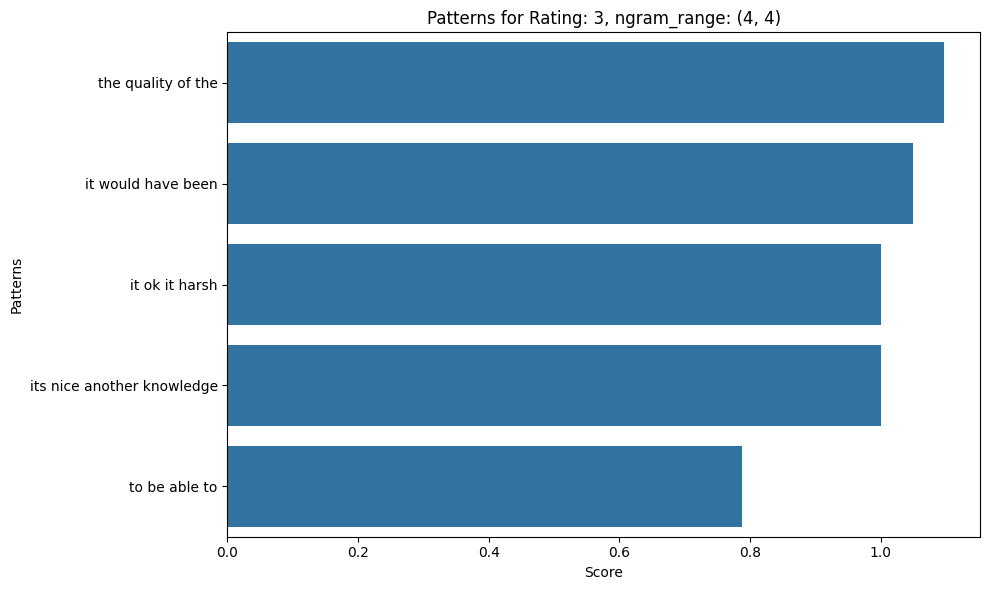 Patterns for Rating: 3, ngram_range: (4, 4)
the quality of the
it would have been
it ok it harsh
its nice another knowledge
to be able to
Patterns
0.0 0.2 0.4 0.6 0.8 1.0
Score